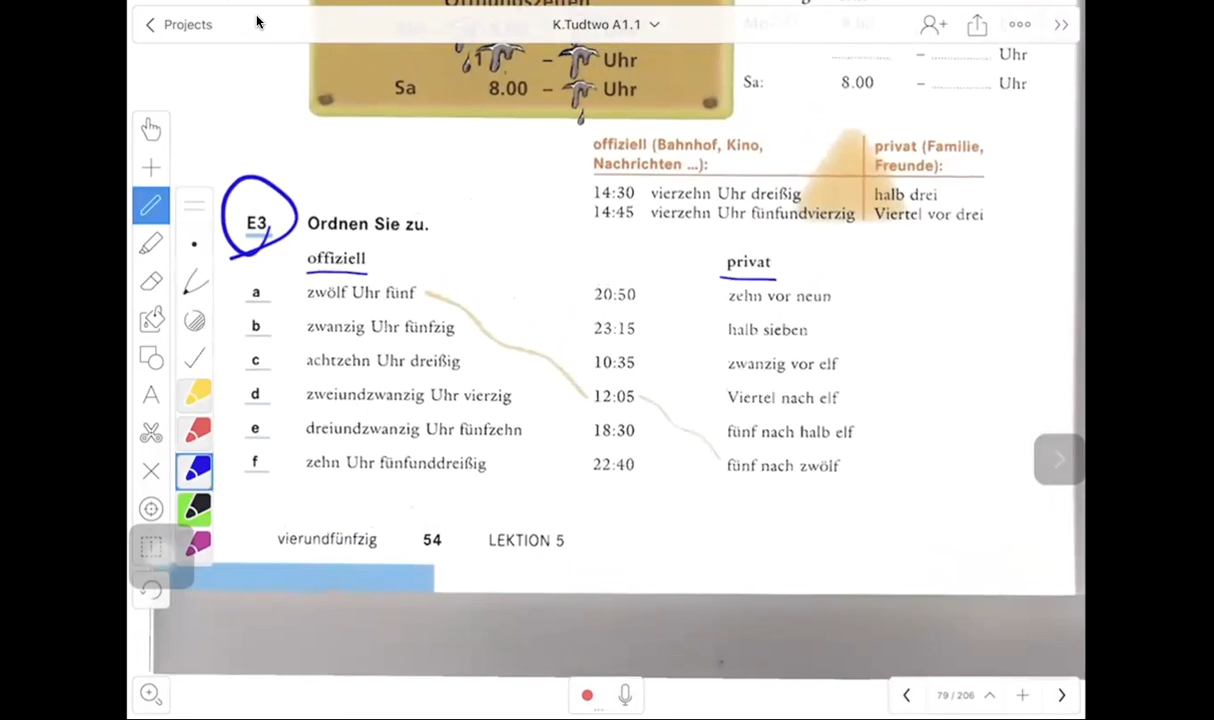 Projects
K.Tudtwo A1.1
Uhr
Sa 8.00 – Uhr
– Uhr
Sa: 8.00 – Uhr
offiziell (Bahnhof, Kino, Nachrichten ...):
privat (Familie, Freunde):
14:30 vierzehn Uhr dreißig halb drei
14:45 vierzehn Uhr fünfundvierzig Viertel vor drei
E3 Ordnen Sie zu.
offiziell privat
a zwölf Uhr fünf 20:50 zehn vor neun
b zwanzig Uhr fünfzig 23:15 halb sieben
c achtzehn Uhr dreißig 10:35 zwanzig vor elf
d zweiundzwanzig Uhr vierzig 12:05 Viertel nach elf
e dreiundzwanzig Uhr fünfzehn 18:30 fünf nach halb elf
f zehn Uhr fünfunddreißig 22:40 fünf nach zwölf
vierundfünfzig 54 LEKTION 5
79 / 206